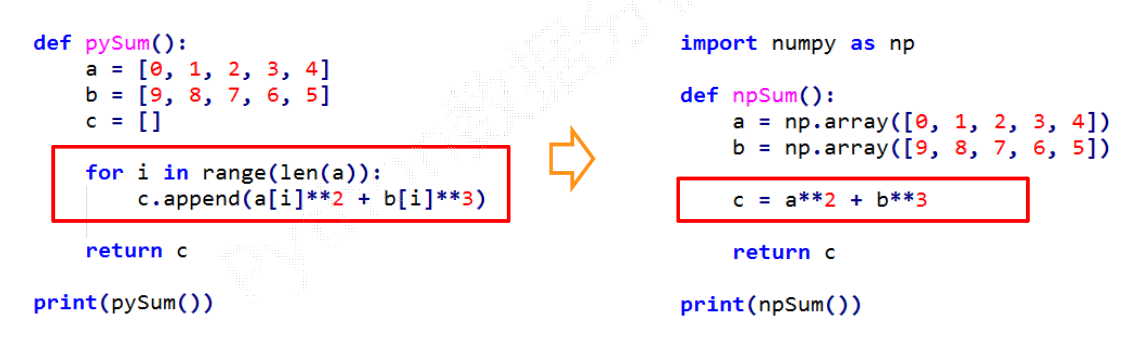 def pySum():
    a = [0, 1, 2, 3, 4]
    b = [9, 8, 7, 6, 5]
    c = []
    for i in range(len(a)):
        c.append(a[i]**2 + b[i]**3)
    return c
print(pySum())
import numpy as np
def npSum():
    a = np.array([0, 1, 2, 3, 4])
    b = np.array([9, 8, 7, 6, 5])
    c = a**2 + b**3
    return c
print(npSum())